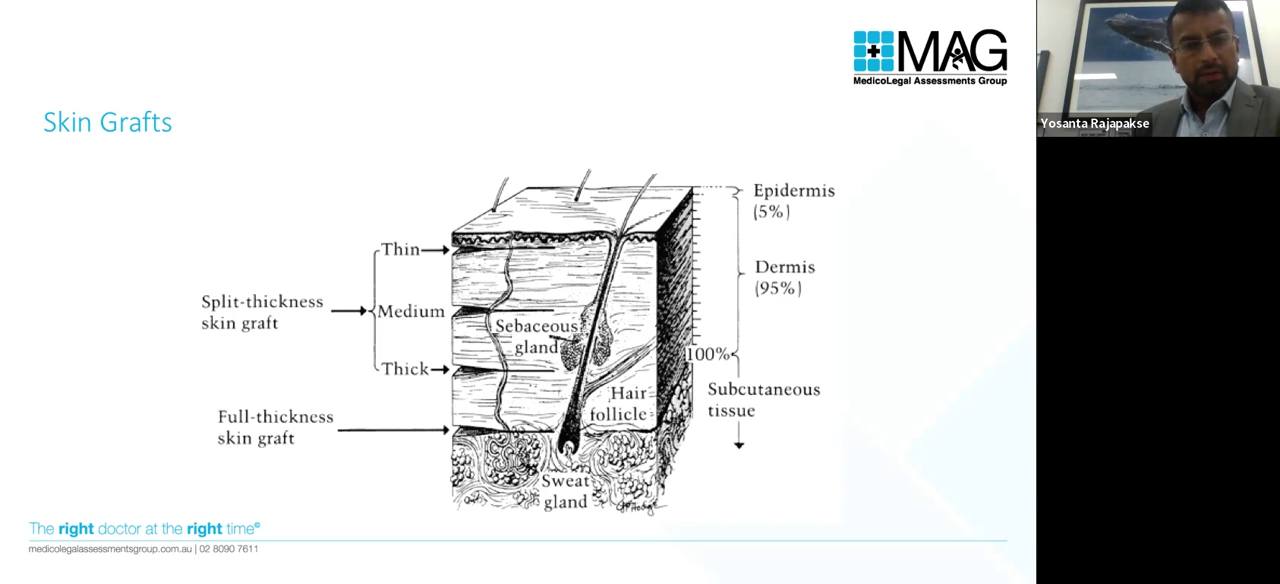 MAG
MedicoLegal Assessments Group
Yosanta Rajapakse
Skin Grafts
Epidermis
(5%)
Thin
Dermis
(95%)
Split-thickness
skin graft
Medium
Sebaceous
gland
100%
Thick
Subcutaneous
tissue
Hair
follicle
Full-thickness
skin graft
Sweat
gland
The right doctor at the right time©
medicolegalassessmentsgroup.com.au | 02 8090 7611